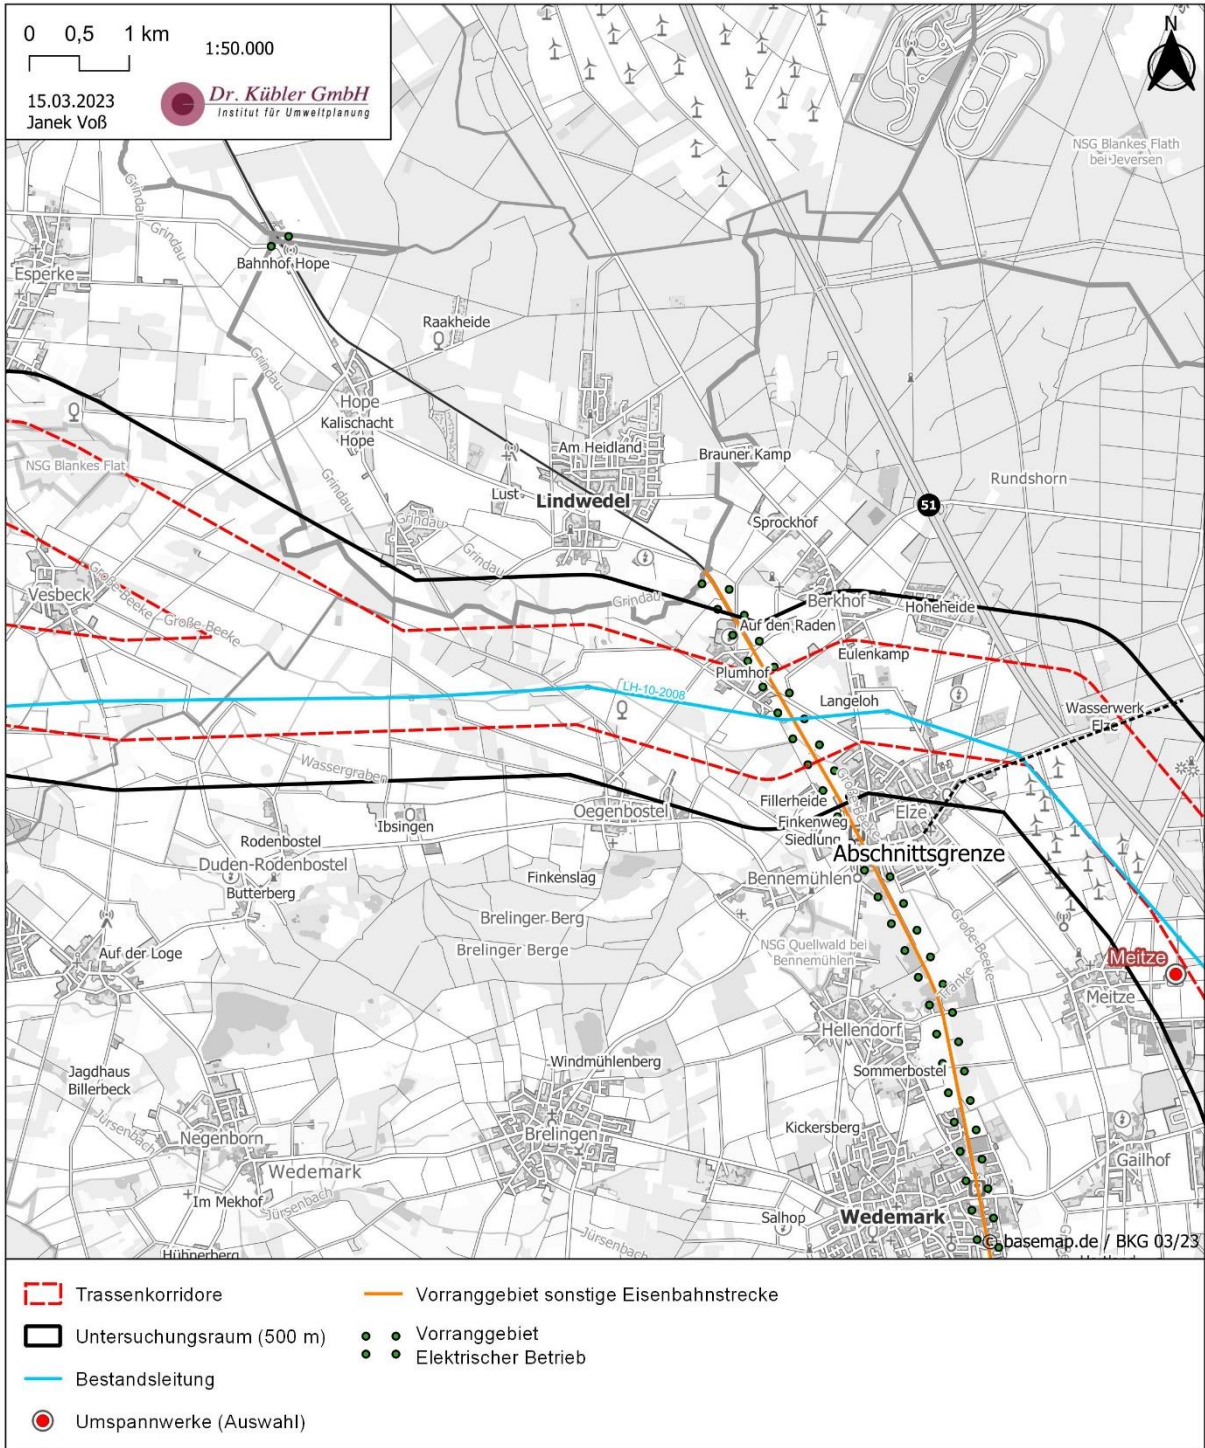 0 0,5 1 km
1:50.000
15.03.2023
Janek Voß
Dr. Kübler GmbH
Institut für Umweltplanung
N
NSG Blankes Flath
bei Jeversen
Grindau
Grindau
Bahnhof Hope
Esperke
Raakheide
Grindau
Hope
Kalischacht
Hope
Am Heidland
Brauner Kamp
NSG Blankes Flat
Rundshorn
Grindau
Lust
Lindwedel
51
Grindau
Sprockhof
Grindau
Große-Beeke
Vesbeck
Grindau
Berkhof
Hoheheide
Große-Beeke
Auf den Raden
Eulenkamp
Plumhof
LH-10-2008
Langeloh
Wasserwerk
Elze
Wassergraben
Fillerheide
Oegenbostel
Elze
Ibsingen
Finkenweg
Siedlung
Rodenbostel
Abschnittsgrenze
Duden-Rodenbostel
Finkenslag
Bennemühlen
Butterberg
Brelinger Berg
Große-Beeke
Brelinger Berge
NSG Quellwald bei
Bennemühlen
Auf der Loge
Meitze
Meitze
Hellendorf
Windmühlenberg
Jagdhaus
Billerbeck
Sommerbostel
Jürsenbach
Kickersberg
Negenborn
Brelingen
Gailhof
Wedemark
Im Mekhof
Jürsenbach
Salhop
Wedemark
Jürsenbach
Hühnerberg
© basemap.de / BKG 03/23
Trassenkorridore
Vorranggebiet sonstige Eisenbahnstrecke
Untersuchungsraum (500 m)
Vorranggebiet
Elektrischer Betrieb
Bestandsleitung
Umspannwerke (Auswahl)